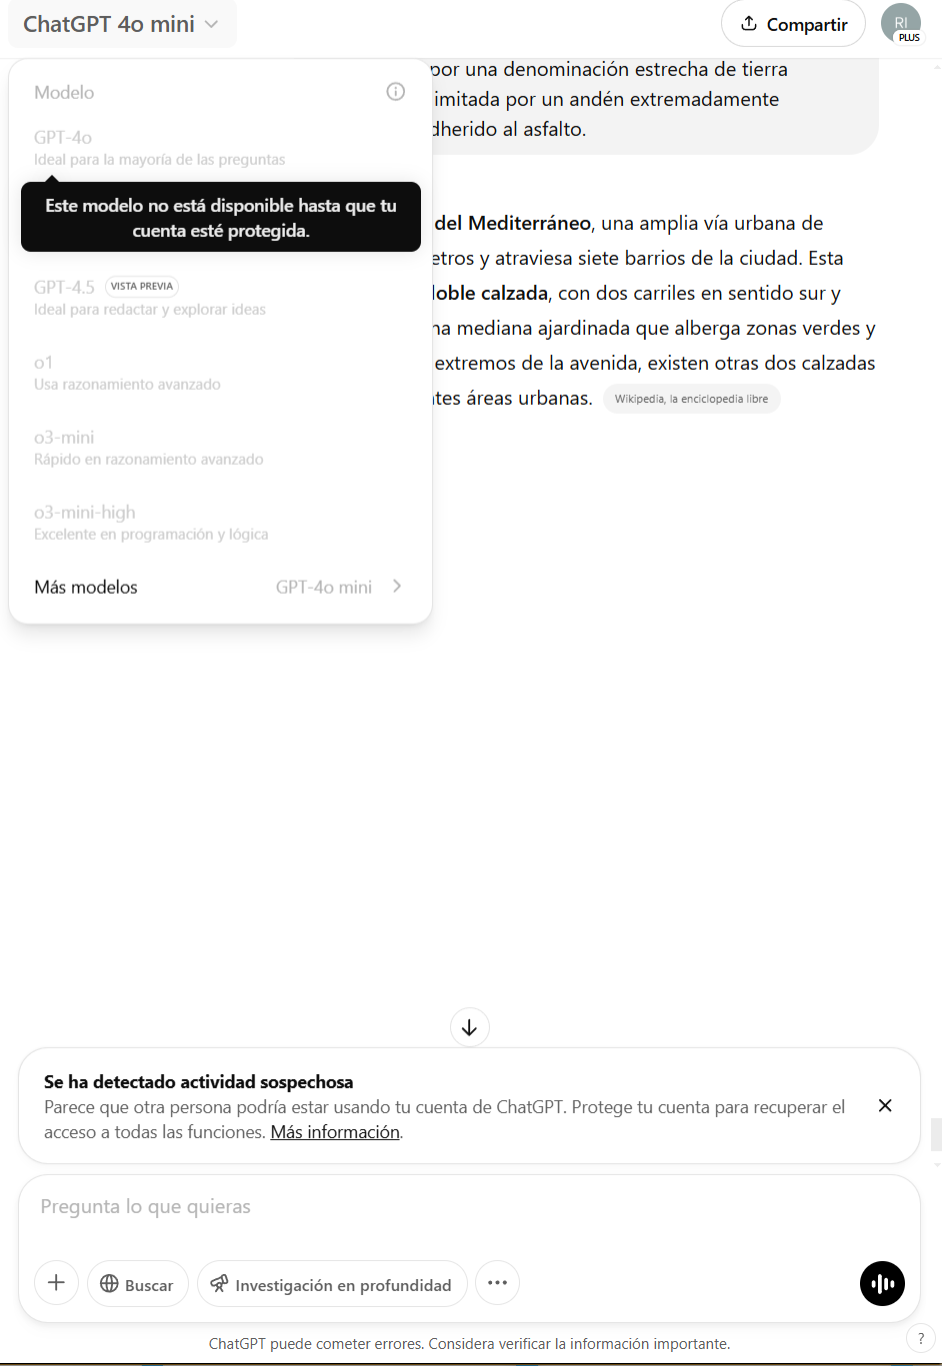 ChatGPT 4o mini
Compartir
RI
PLUS
por una denominación estrecha de tierra
imitada por un andén extremadamente
dherido al asfalto.
Modelo
GPT-4o
Ideal para la mayoría de las preguntas
Este modelo no está disponible hasta que tu
cuenta esté protegida.
GPT-4.5 VISTA PREVIA
Ideal para redactar y explorar ideas
o1
Usa razonamiento avanzado
o3-mini
Rápido en razonamiento avanzado
o3-mini-high
Excelente en programación y lógica
Más modelos GPT-4o mini
del Mediterráneo, una amplia vía urbana de
etros y atraviesa siete barrios de la ciudad. Esta
oble calzada, con dos carriles en sentido sur y
na mediana ajardinada que alberga zonas verdes y
extremos de la avenida, existen otras dos calzadas
tes áreas urbanas. Wikipedia, la enciclopedia libre
Se ha detectado actividad sospechosa
Parece que otra persona podría estar usando tu cuenta de ChatGPT. Protege tu cuenta para recuperar el
acceso a todas las funciones. Más información.
Pregunta lo que quieras
Buscar
Investigación en profundidad
ChatGPT puede cometer errores. Considera verificar la información importante.
?